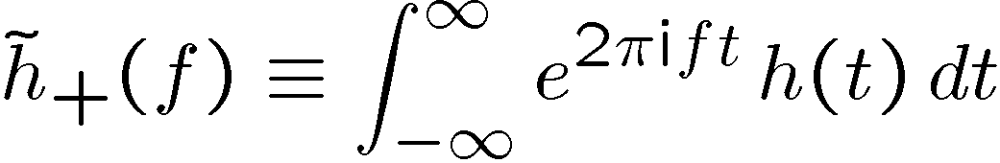 h̃₊(f) ≡ ∫_{-∞}^{∞} e^{2πift} h(t) dt